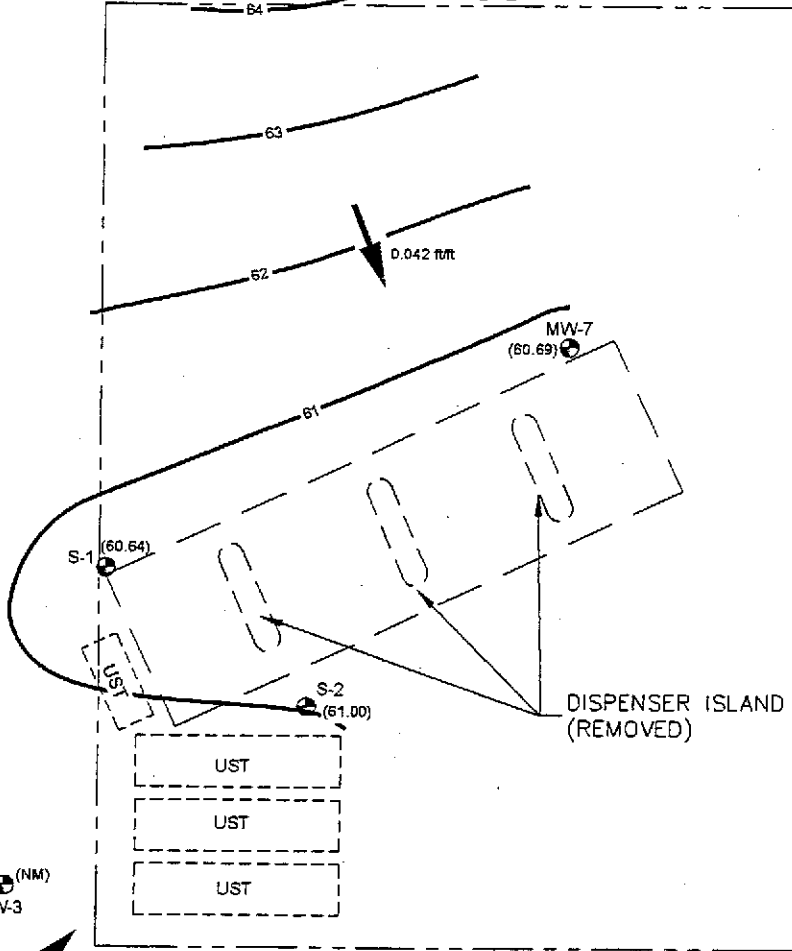 64
63
62
0.042 ft/ft
61
MW-7
(60.69)
S-1
(60.64)
UST
S-2
(61.00)
DISPENSER ISLAND
(REMOVED)
UST
UST
UST
(NM)
V-3